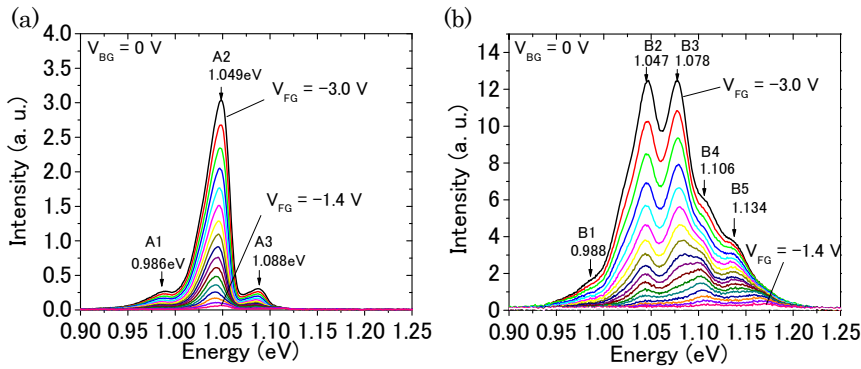 (a)
V_BG = 0 V
A2
1.049eV
V_FG = −3.0 V
V_FG = −1.4 V
A1
0.986eV
A3
1.088eV
4.0
3.5
3.0
2.5
2.0
1.5
1.0
0.5
0.0
Intensity (a. u.)
0.90 0.95 1.00 1.05 1.10 1.15 1.20 1.25
Energy (eV)
(b)
V_BG = 0 V
B2 B3
1.047 1.078
V_FG = −3.0 V
B4
1.106
B5
1.134
B1
0.988
V_FG = −1.4 V
14
12
10
8
6
4
2
0
Intensity (a. u.)
0.90 0.95 1.00 1.05 1.10 1.15 1.20 1.25
Energy (eV)